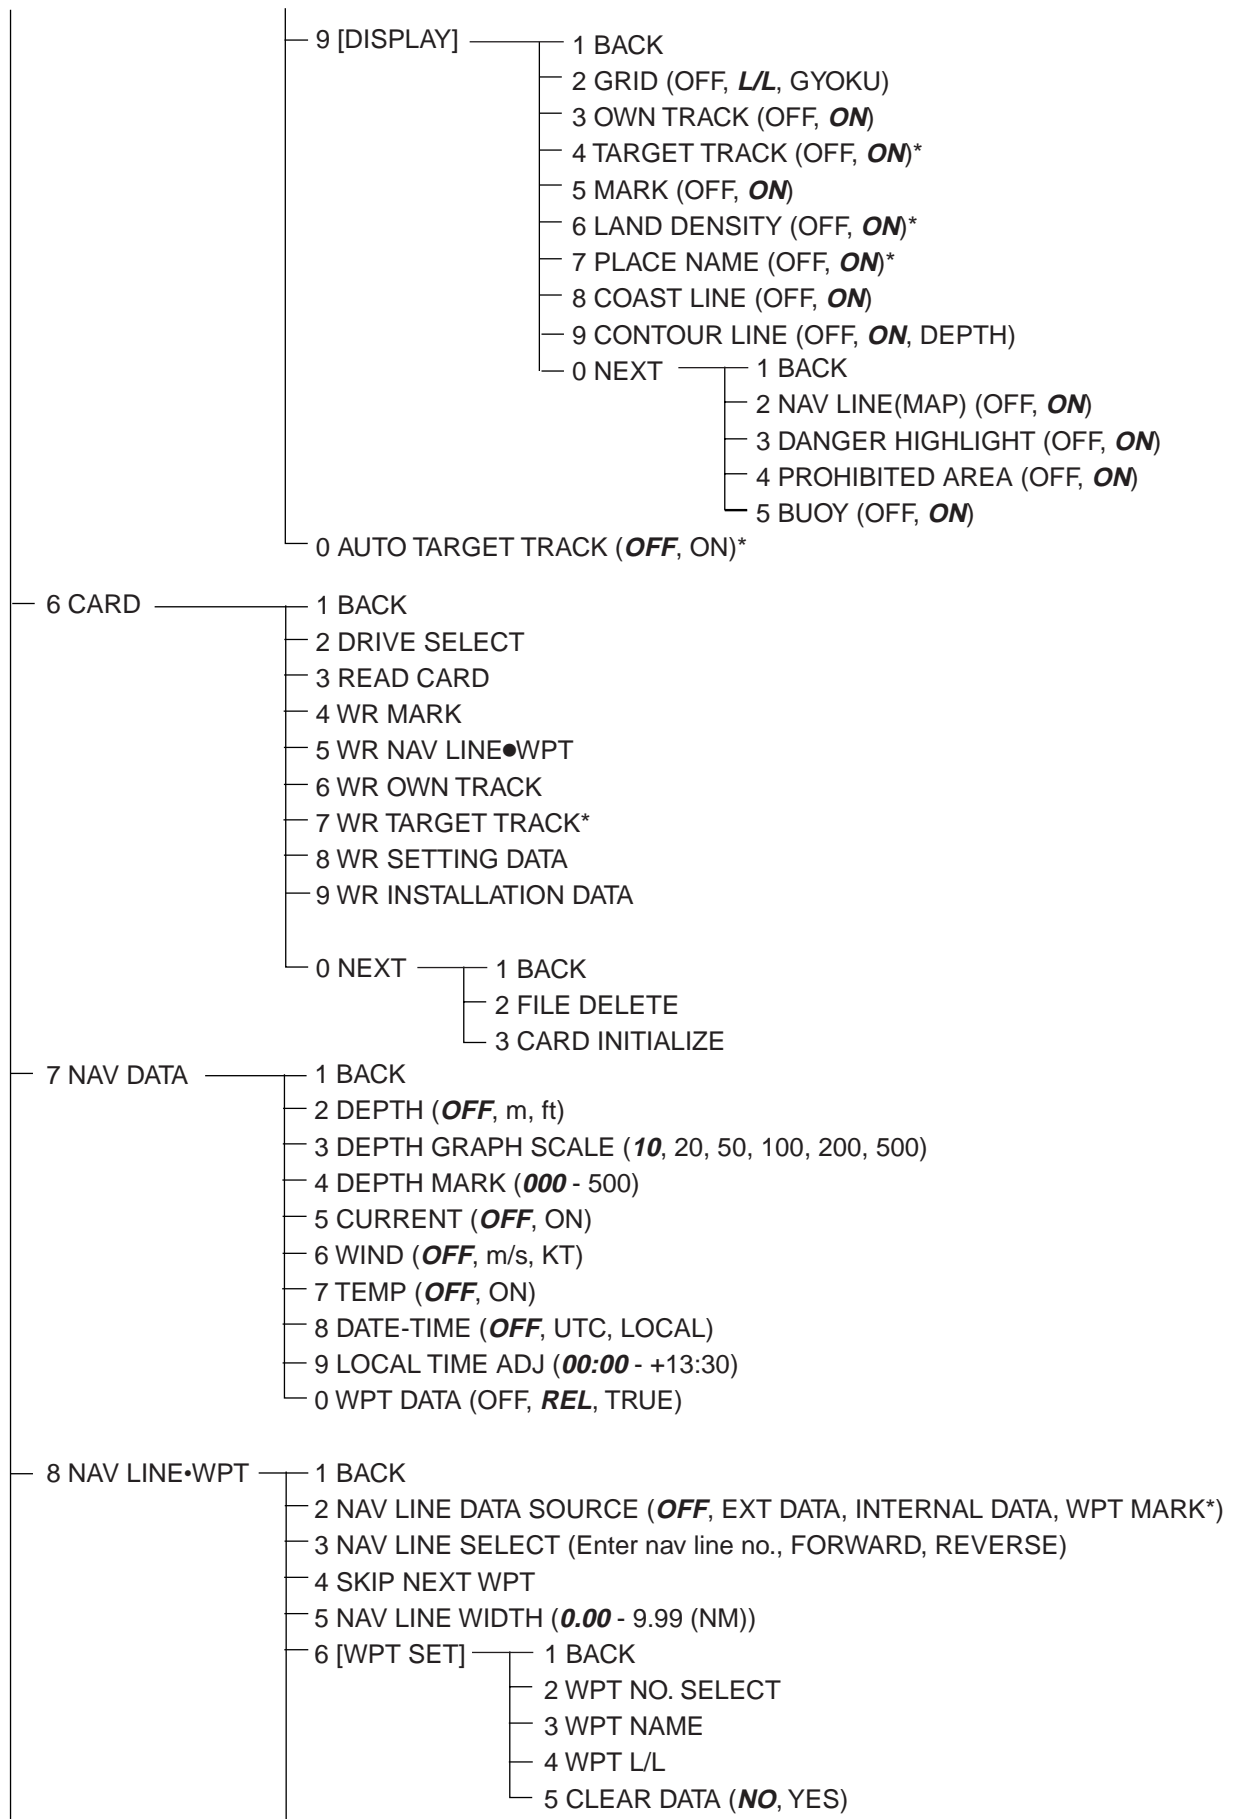 9 [DISPLAY]
1 BACK
2 GRID (OFF, L/L, GYOKU)
3 OWN TRACK (OFF, ON)
4 TARGET TRACK (OFF, ON)*
5 MARK (OFF, ON)
6 LAND DENSITY (OFF, ON)*
7 PLACE NAME (OFF, ON)*
8 COAST LINE (OFF, ON)
9 CONTOUR LINE (OFF, ON, DEPTH)
0 NEXT
1 BACK
2 NAV LINE(MAP) (OFF, ON)
3 DANGER HIGHLIGHT (OFF, ON)
4 PROHIBITED AREA (OFF, ON)
5 BUOY (OFF, ON)
0 AUTO TARGET TRACK (OFF, ON)*
6 CARD
1 BACK
2 DRIVE SELECT
3 READ CARD
4 WR MARK
5 WR NAV LINE●WPT
6 WR OWN TRACK
7 WR TARGET TRACK*
8 WR SETTING DATA
9 WR INSTALLATION DATA
0 NEXT
1 BACK
2 FILE DELETE
3 CARD INITIALIZE
7 NAV DATA
1 BACK
2 DEPTH (OFF, m, ft)
3 DEPTH GRAPH SCALE (10, 20, 50, 100, 200, 500)
4 DEPTH MARK (000 - 500)
5 CURRENT (OFF, ON)
6 WIND (OFF, m/s, KT)
7 TEMP (OFF, ON)
8 DATE-TIME (OFF, UTC, LOCAL)
9 LOCAL TIME ADJ (00:00 - +13:30)
0 WPT DATA (OFF, REL, TRUE)
8 NAV LINE•WPT
1 BACK
2 NAV LINE DATA SOURCE (OFF, EXT DATA, INTERNAL DATA, WPT MARK*)
3 NAV LINE SELECT (Enter nav line no., FORWARD, REVERSE)
4 SKIP NEXT WPT
5 NAV LINE WIDTH (0.00 - 9.99 (NM))
6 [WPT SET]
1 BACK
2 WPT NO. SELECT
3 WPT NAME
4 WPT L/L
5 CLEAR DATA (NO, YES)